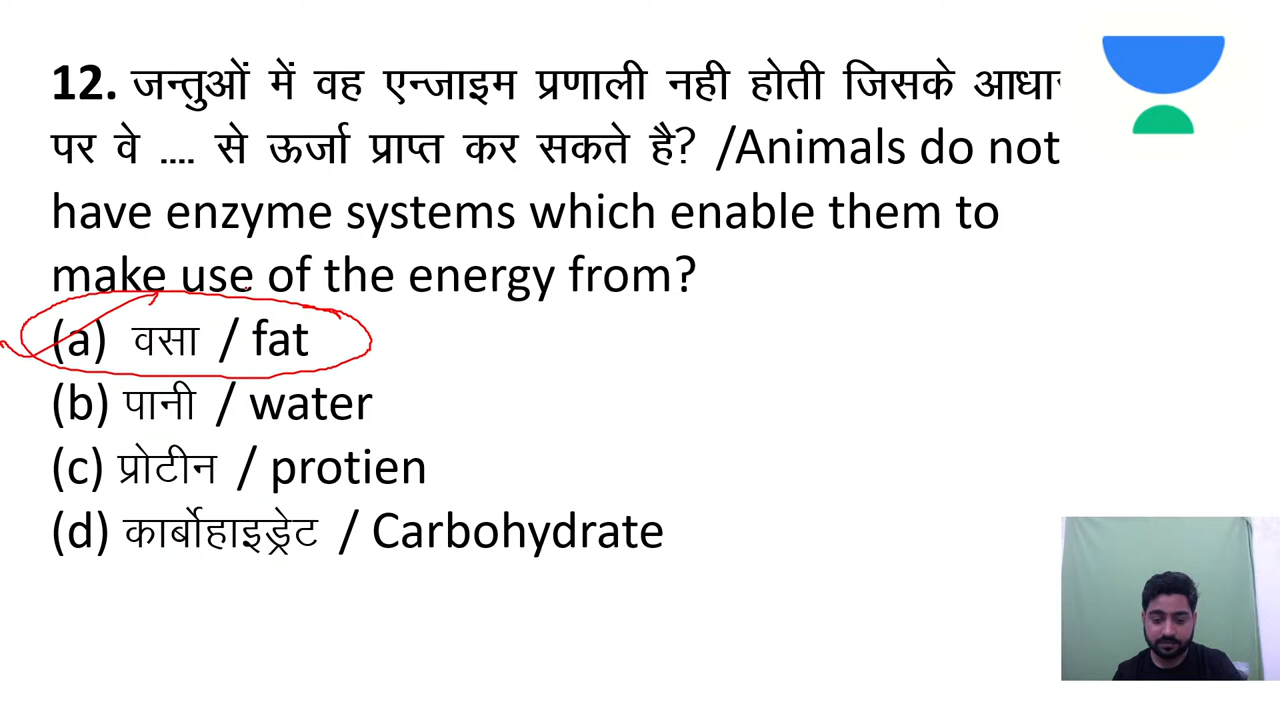 12. जन्तुओं में वह एन्जाइम प्रणाली नही होती जिसके आधार
पर वे .... से ऊर्जा प्राप्त कर सकते है? /Animals do not
have enzyme systems which enable them to
make use of the energy from?
(a) वसा / fat
(b) पानी / water
(c) प्रोटीन / protien
(d) कार्बोहाइड्रेट / Carbohydrate